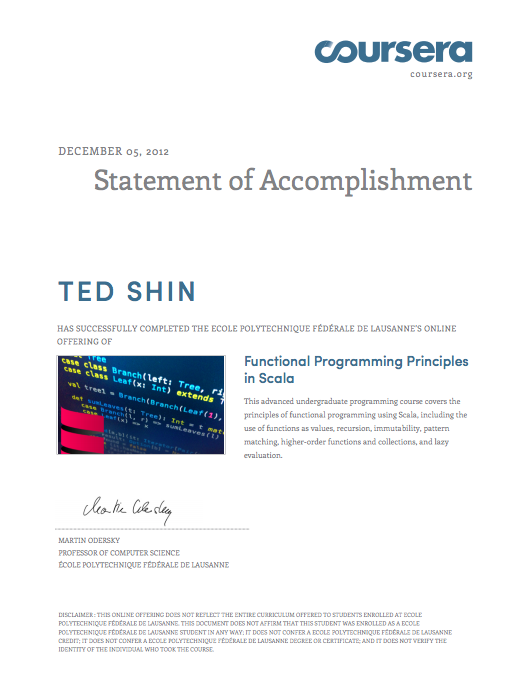 coursera
coursera.org
DECEMBER 05, 2012
Statement of Accomplishment
TED SHIN
HAS SUCCESSFULLY COMPLETED THE ECOLE POLYTECHNIQUE FÉDÉRALE DE LAUSANNE'S ONLINE
OFFERING OF
Tree
case class Branch(left: Tree, ri
case class Leaf(x: Int) extends T
val tree1 = Branch(Branch(Leaf(1),
def sumLeaves(t: Tree): Int = t mat
case Branch(l, r) => sumLeaves(l)
case Leaf(x) => x
Functional Programming Principles
in Scala
This advanced undergraduate programming course covers the
principles of functional programming using Scala, including the
use of functions as values, recursion, immutability, pattern
matching, higher-order functions and collections, and lazy
evaluation.
Martin Odersky
MARTIN ODERSKY
PROFESSOR OF COMPUTER SCIENCE
ÉCOLE POLYTECHNIQUE FÉDÉRALE DE LAUSANNE
DISCLAIMER : THIS ONLINE OFFERING DOES NOT REFLECT THE ENTIRE CURRICULUM OFFERED TO STUDENTS ENROLLED AT ECOLE
POLYTECHNIQUE FÉDÉRALE DE LAUSANNE. THIS DOCUMENT DOES NOT AFFIRM THAT THIS STUDENT WAS ENROLLED AS A ECOLE
POLYTECHNIQUE FÉDÉRALE DE LAUSANNE STUDENT IN ANY WAY; IT DOES NOT CONFER A ECOLE POLYTECHNIQUE FÉDÉRALE DE LAUSANNE
CREDIT; IT DOES NOT CONFER A ECOLE POLYTECHNIQUE FÉDÉRALE DE LAUSANNE DEGREE OR CERTIFICATE; AND IT DOES NOT VERIFY THE
IDENTITY OF THE INDIVIDUAL WHO TOOK THE COURSE.